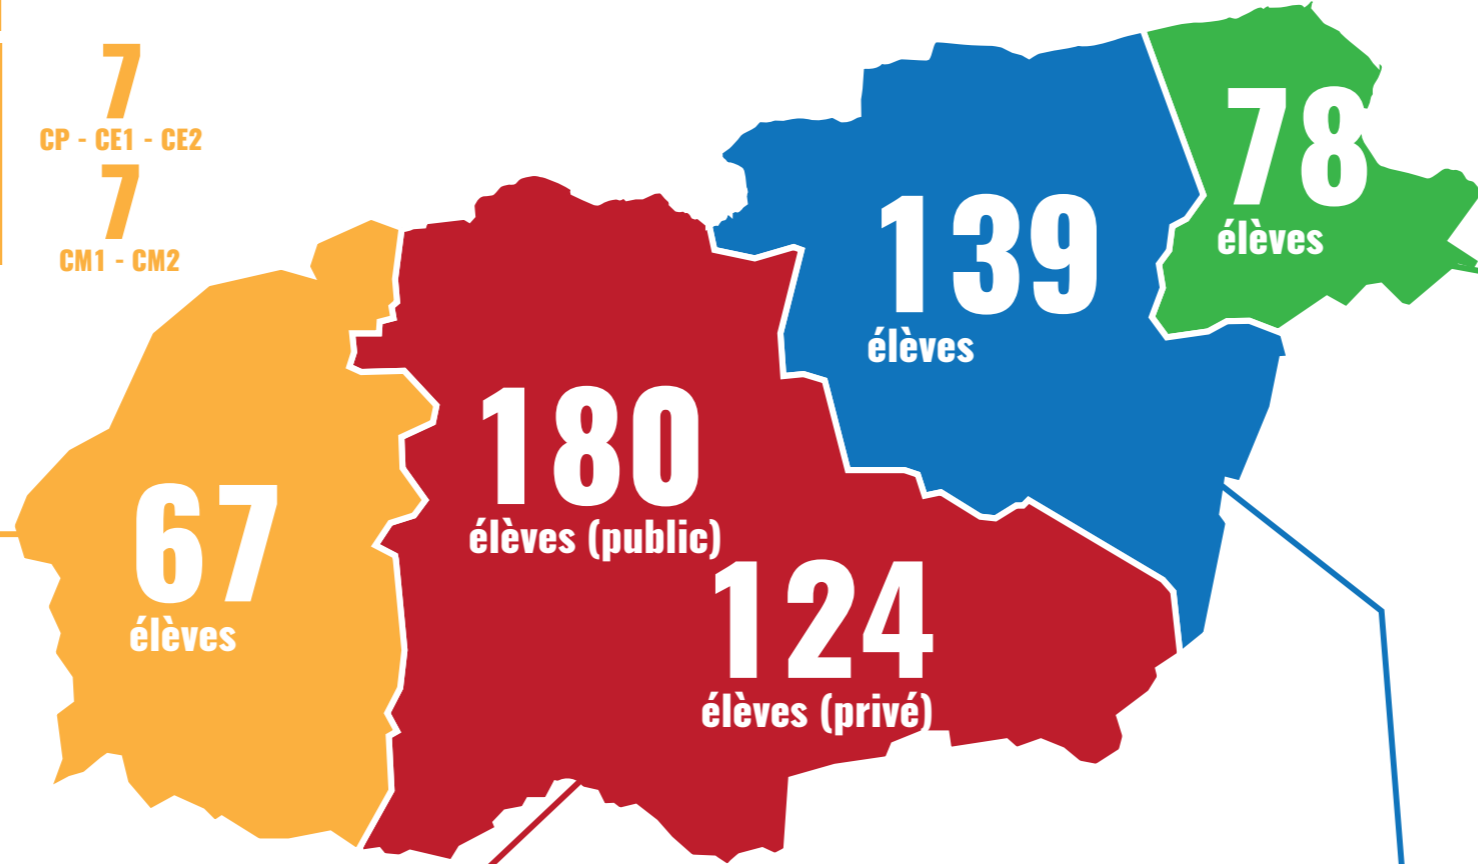 7
CP - CE1 - CE2
7
CM1 - CM2
78
élèves
139
élèves
180
élèves (public)
67
élèves
124
élèves (privé)